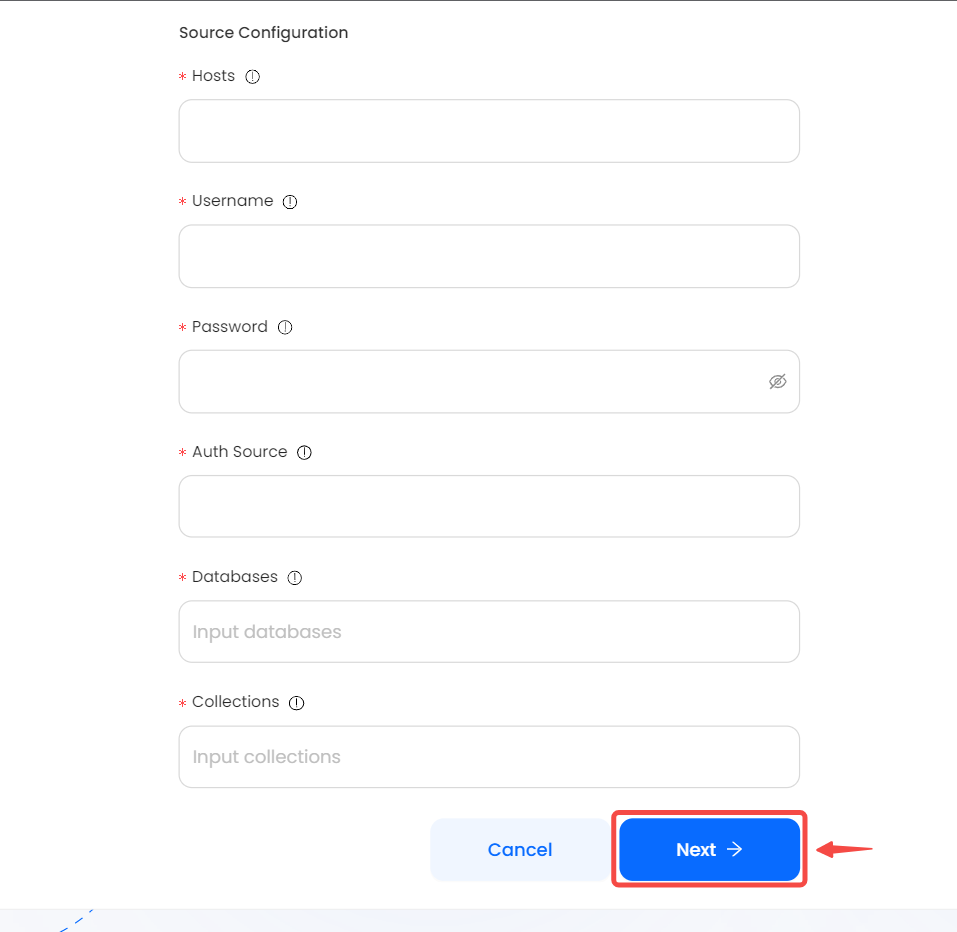 Source Configuration
* Hosts
* Username
* Password
* Auth Source
* Databases
Input databases
* Collections
Input collections
Cancel
Next →